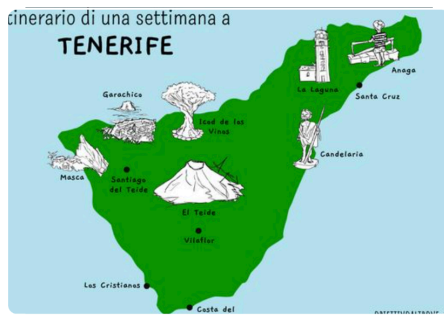 tinerario di una settimana a
TENERIFE
Anaga
La Laguna
Santa Cruz
Garachico
Icod de los
Vinos
Candelaria
Masca
Santiago
del Teide
El Teide
Vilaflor
Los Cristianos
Costa del